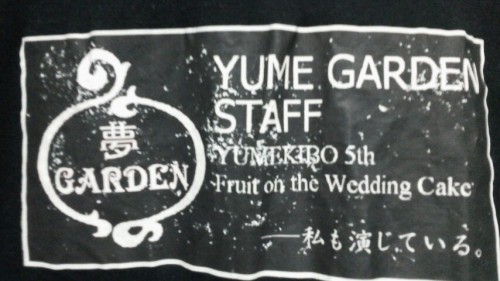 夢
GARDEN
YUME GARDEN
STAFF
YUMEKIBO 5th
Fruit on the Wedding Cake
──私も演じている。